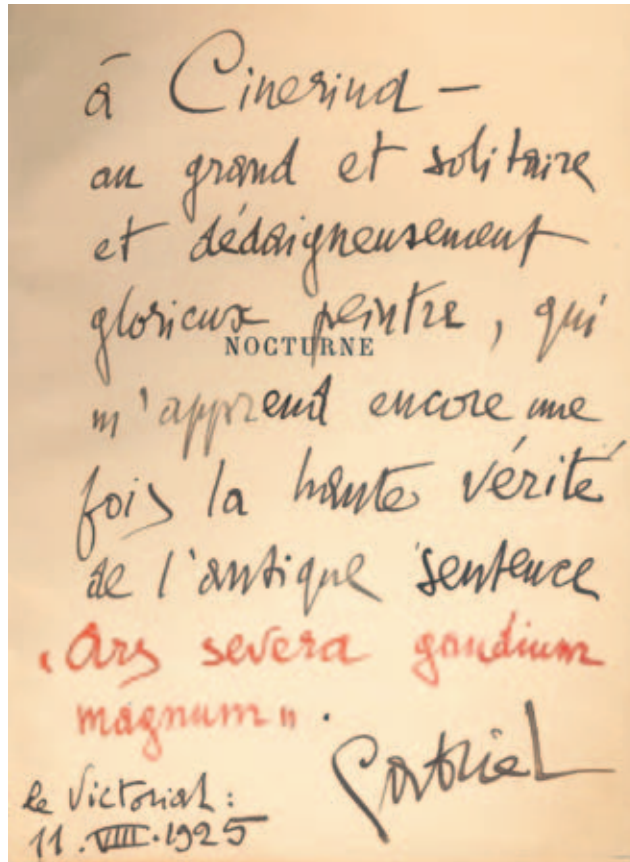 à Cinerina —
au grand et solitaire
et dédaigneusement
glorieux peintre, qui
NOCTURNE
m'apprend encore une
fois la haute vérité
de l'antique sentence
"Ars severa gaudium
magnum".
Gabriel
le Victorial:
11.VIII.1925